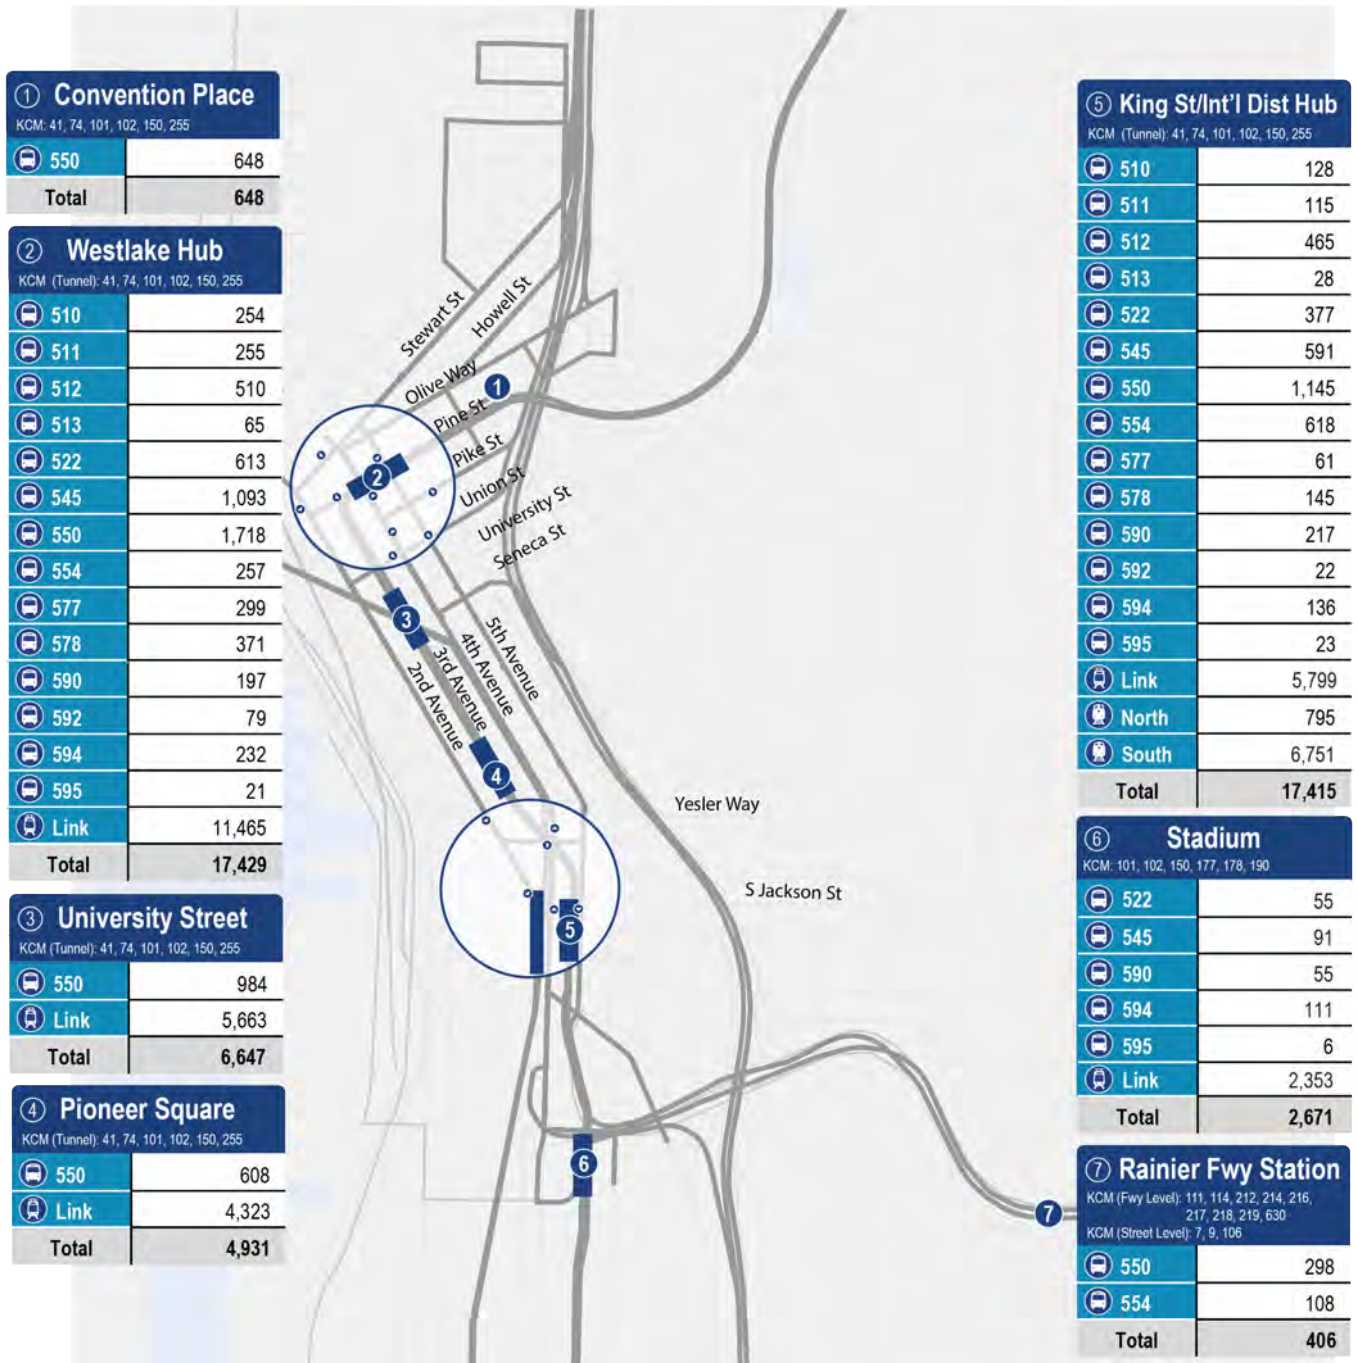 ① Convention Place
KCM: 41, 74, 101, 102, 150, 255
550 648
Total 648
② Westlake Hub
KCM (Tunnel): 41, 74, 101, 102, 150, 255
510 254
511 255
512 510
513 65
522 613
545 1,093
550 1,718
554 257
577 299
578 371
590 197
592 79
594 232
595 21
Link 11,465
Total 17,429
③ University Street
KCM (Tunnel): 41, 74, 101, 102, 150, 255
550 984
Link 5,663
Total 6,647
④ Pioneer Square
KCM (Tunnel): 41, 74, 101, 102, 150, 255
550 608
Link 4,323
Total 4,931
Stewart St
Howell St
Olive Way
1
Pine St
Pike St
2
Union St
University St
Seneca St
3
5th Avenue
4th Avenue
3rd Avenue
2nd Avenue
4
Yesler Way
S Jackson St
5
6
7
⑤ King St/Int'l Dist Hub
KCM (Tunnel): 41, 74, 101, 102, 150, 255
510 128
511 115
512 465
513 28
522 377
545 591
550 1,145
554 618
577 61
578 145
590 217
592 22
594 136
595 23
Link 5,799
North 795
South 6,751
Total 17,415
⑥ Stadium
KCM: 101, 102, 150, 177, 178, 190
522 55
545 91
590 55
594 111
595 6
Link 2,353
Total 2,671
⑦ Rainier Fwy Station
KCM (Fwy Level): 111, 114, 212, 214, 216,
217, 218, 219, 630
KCM (Street Level): 7, 9, 106
550 298
554 108
Total 406